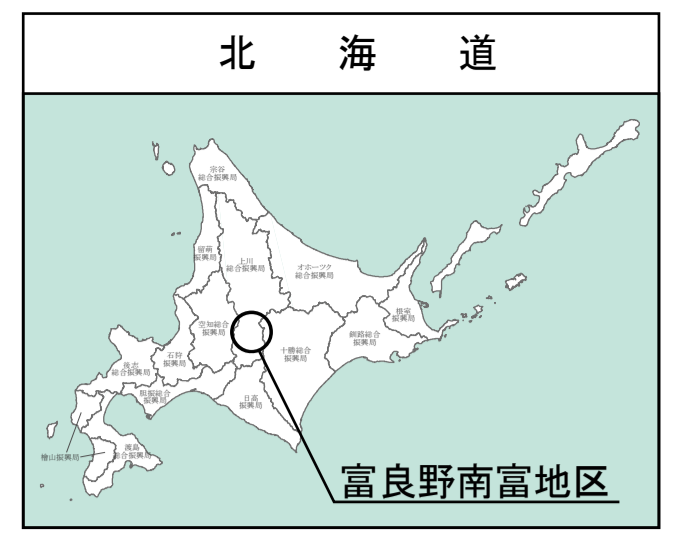 北海道
宗谷
総合振興局
留萌
振興局
上川
総合振興局
オホーツク
総合振興局
根室
振興局
空知総合
振興局
釧路総合
振興局
十勝総合
振興局
石狩
振興局
後志
総合振興局
胆振総合
振興局
日高
振興局
渡島
総合振興局
檜山振興局
富良野南富地区